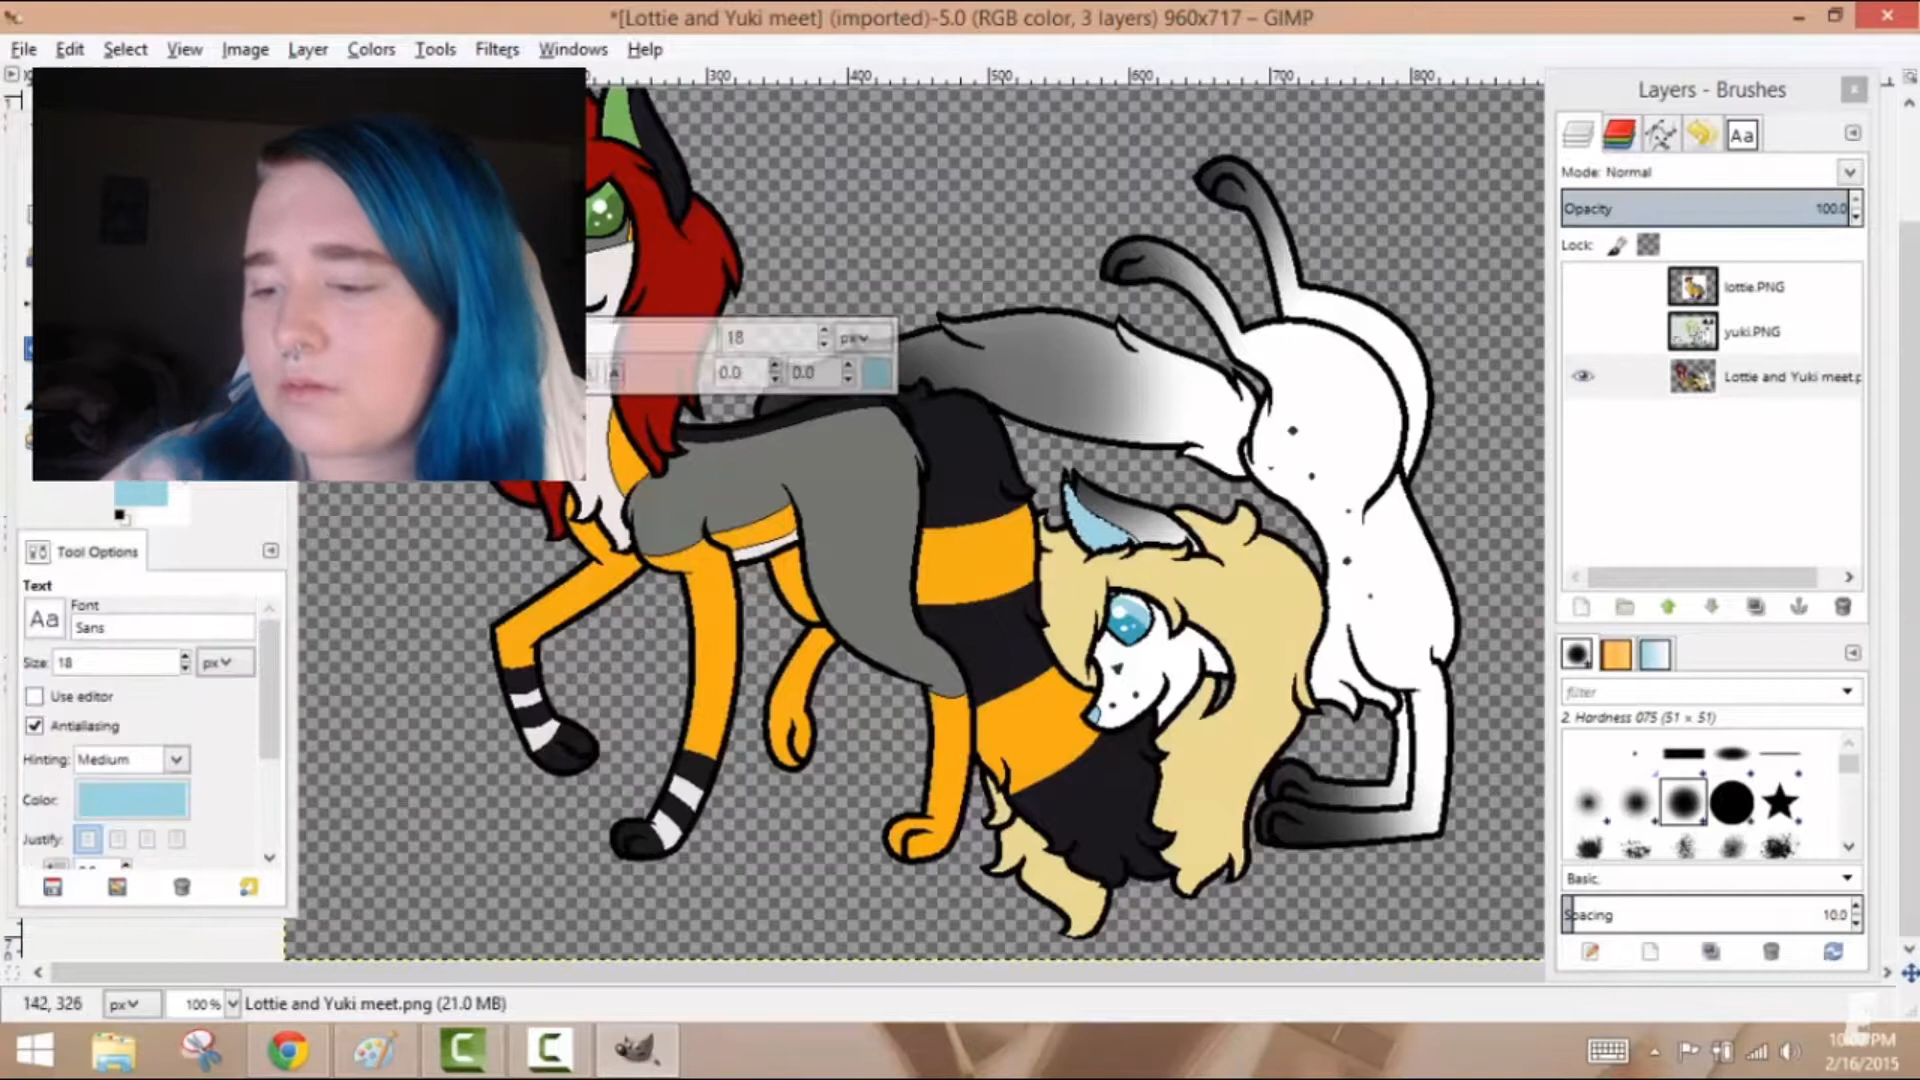 *[Lottie and Yuki meet] (imported)-5.0 (RGB color, 3 layers) 960x717 – GIMP
File Edit Select View Image Layer Colors Tools Filters Windows Help
300 400 500 600 700 800
Layers - Brushes
Aa
Mode: Normal
Opacity 100.0
Lock:
lottie.PNG
yuki.PNG
Lottie and Yuki meet.p
18 px
0.0 0.0
Tool Options
Text
Font
Aa Sans
Size: 18 px
Use editor
Antialiasing
Hinting: Medium
Color:
Justify:
filter
2. Hardness 075 (51 × 51)
Basic,
Spacing 10.0
142, 326 px 100 % Lottie and Yuki meet.png (21.0 MB)
2/16/2015